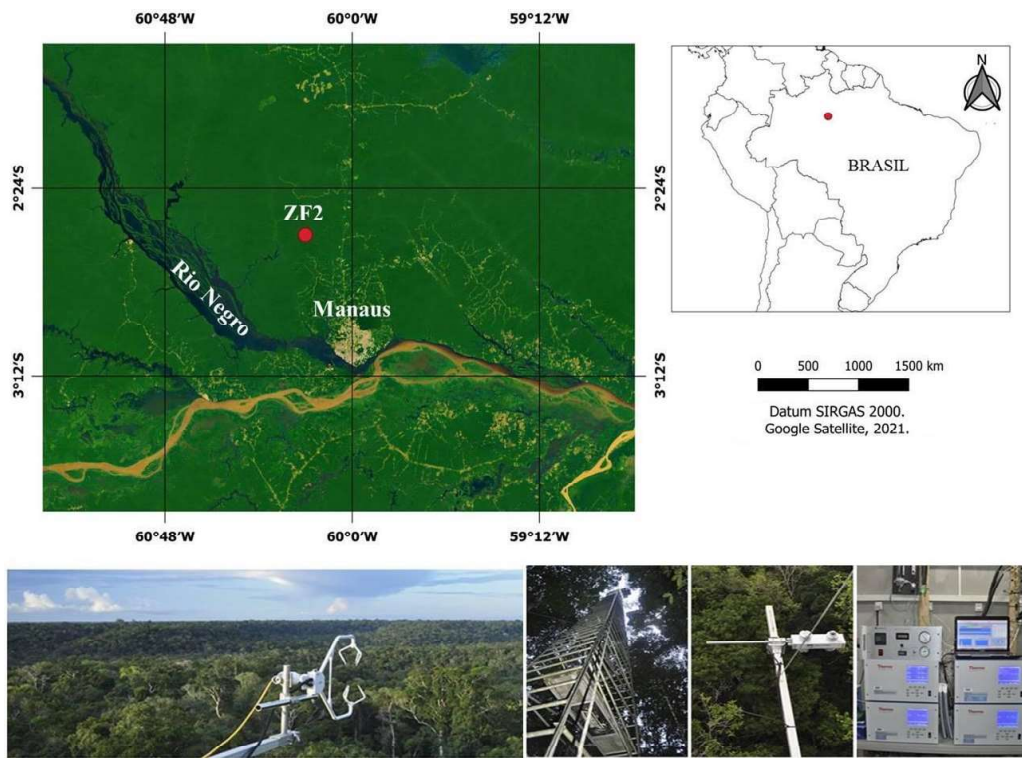 60°48′W 60°0′W 59°12′W
2°24′S
2°24′S
3°12′S
3°12′S
ZF2
Manaus
Rio Negro
60°48′W 60°0′W 59°12′W
N
BRASIL
0 500 1000 1500 km
Datum SIRGAS 2000.
Google Satellite, 2021.